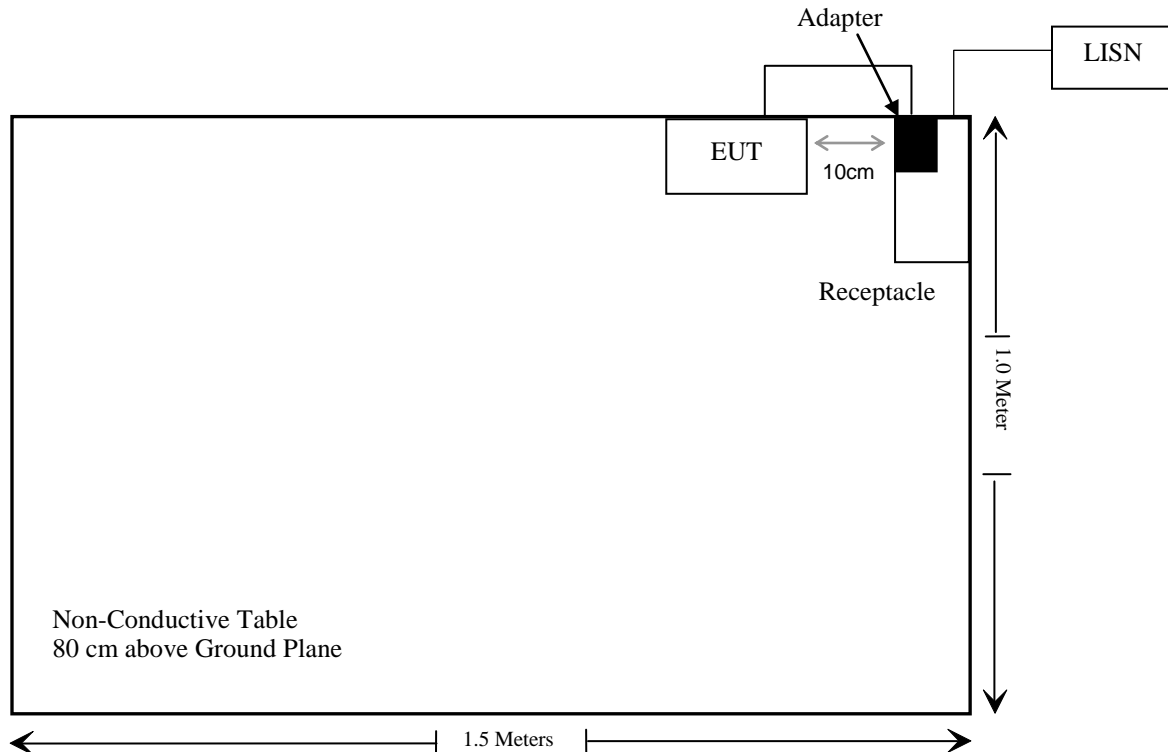 Adapter
LISN
EUT
10cm
Receptacle
1.0 Meter
Non-Conductive Table
80 cm above Ground Plane
1.5 Meters